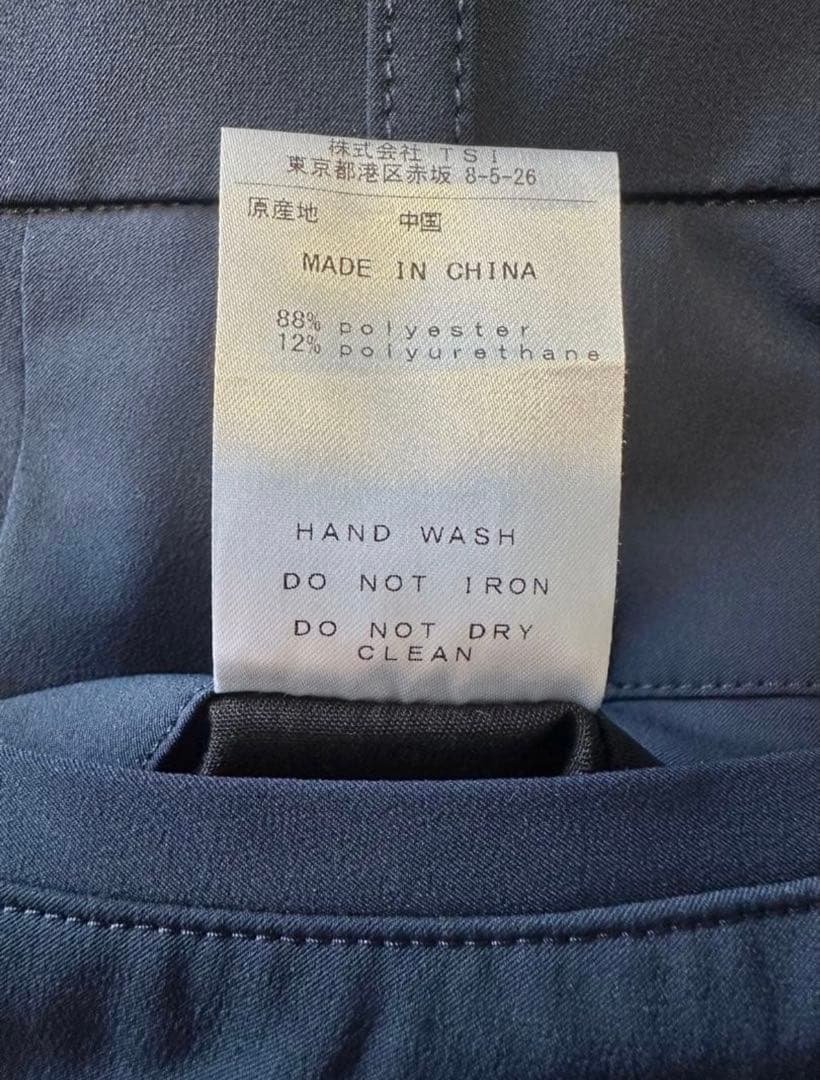 株式会社 TSI
東京都港区赤坂 8-5-26
原産地 中国
MADE IN CHINA
88% polyester
12% polyurethane
HAND WASH
DO NOT IRON
DO NOT DRY
CLEAN